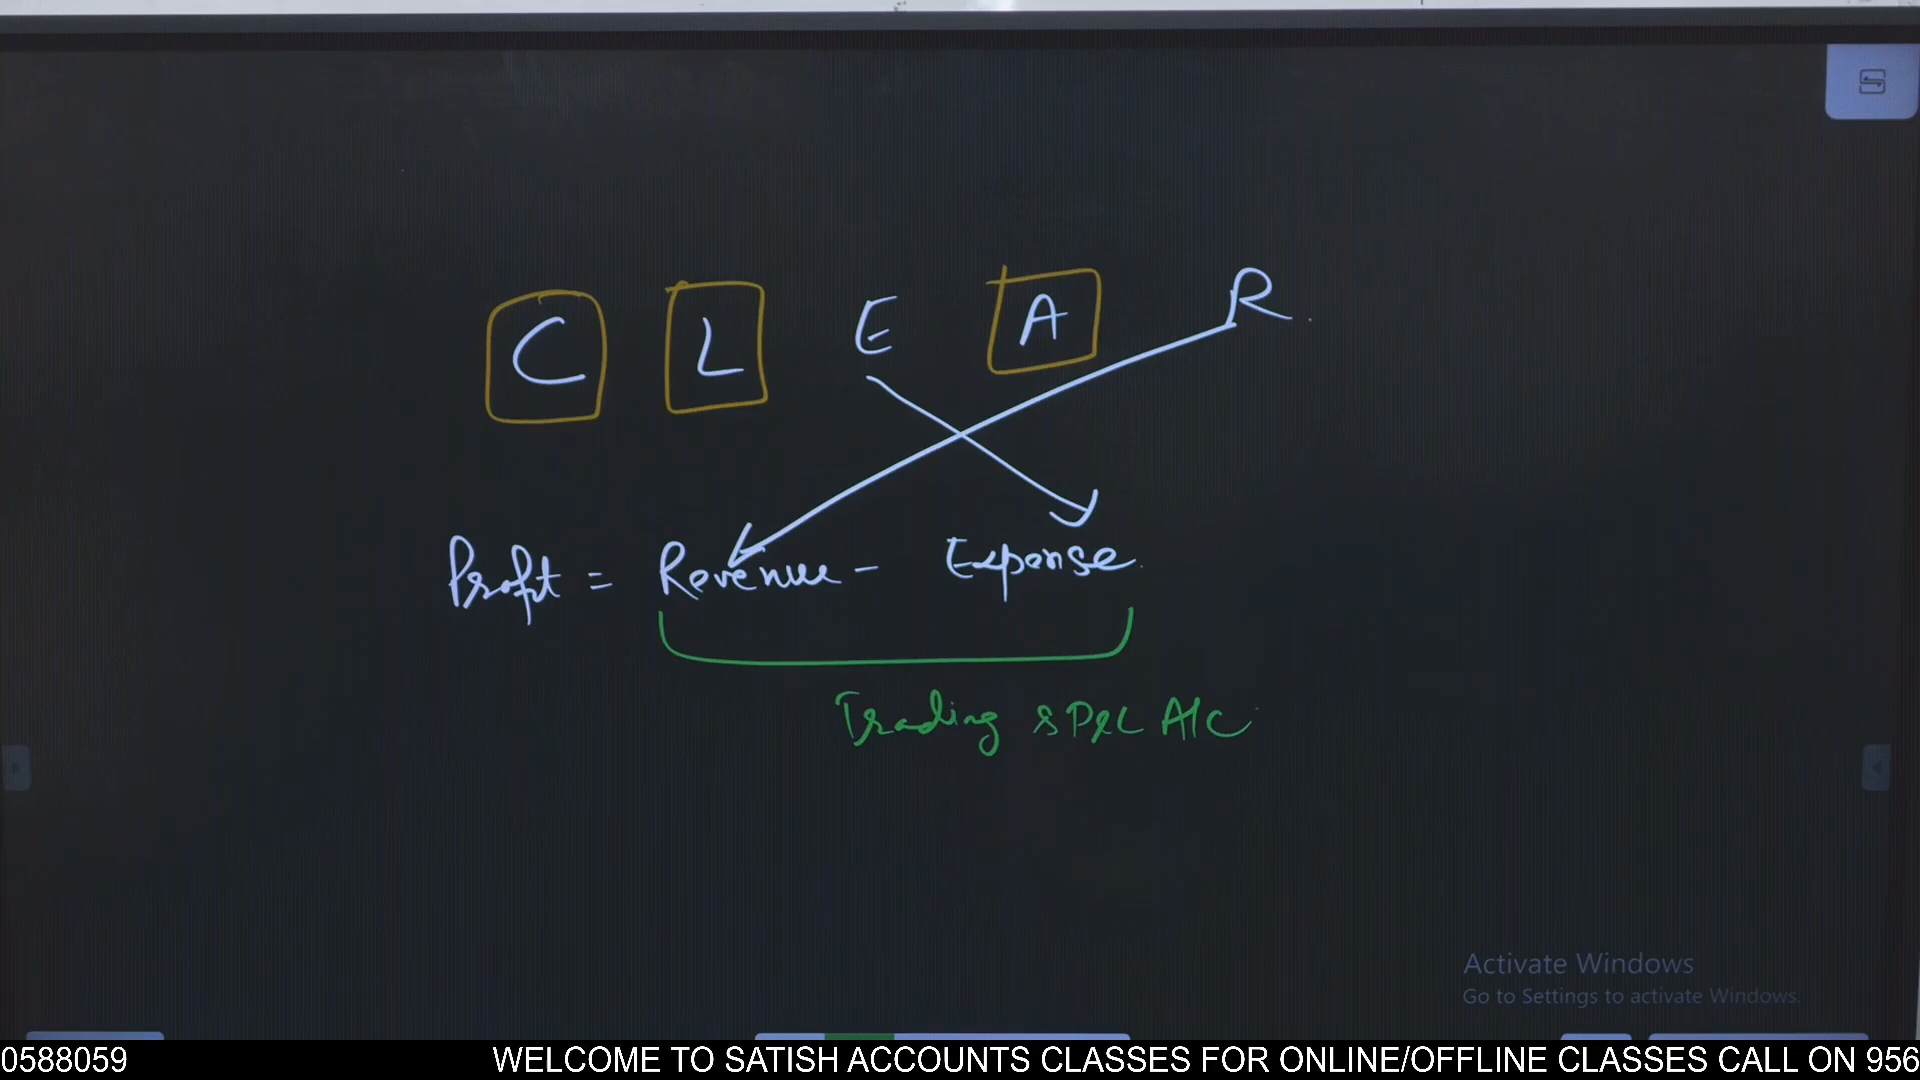 C L E A R.
Profit = Revenue - Expense.
Trading & P&L A/C
Activate Windows
Go to Settings to activate Windows.
0588059 WELCOME TO SATISH ACCOUNTS CLASSES FOR ONLINE/OFFLINE CLASSES CALL ON 956